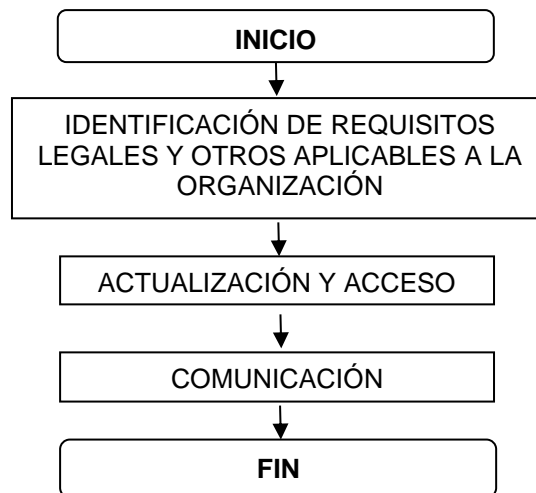 INICIO
IDENTIFICACIÓN DE REQUISITOS
LEGALES Y OTROS APLICABLES A LA
ORGANIZACIÓN
ACTUALIZACIÓN Y ACCESO
COMUNICACIÓN
FIN